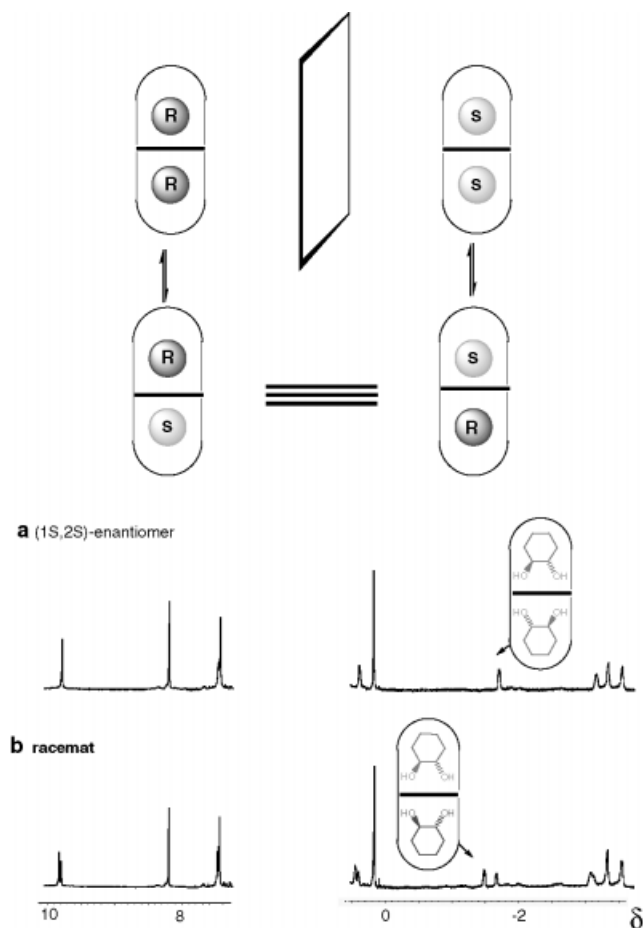 R S
R S
R S
S R
a (1S,2S)-enantiomer
HO OH
HO OH
b racemat
HO OH
HO OH
10 8 0 -2 δ